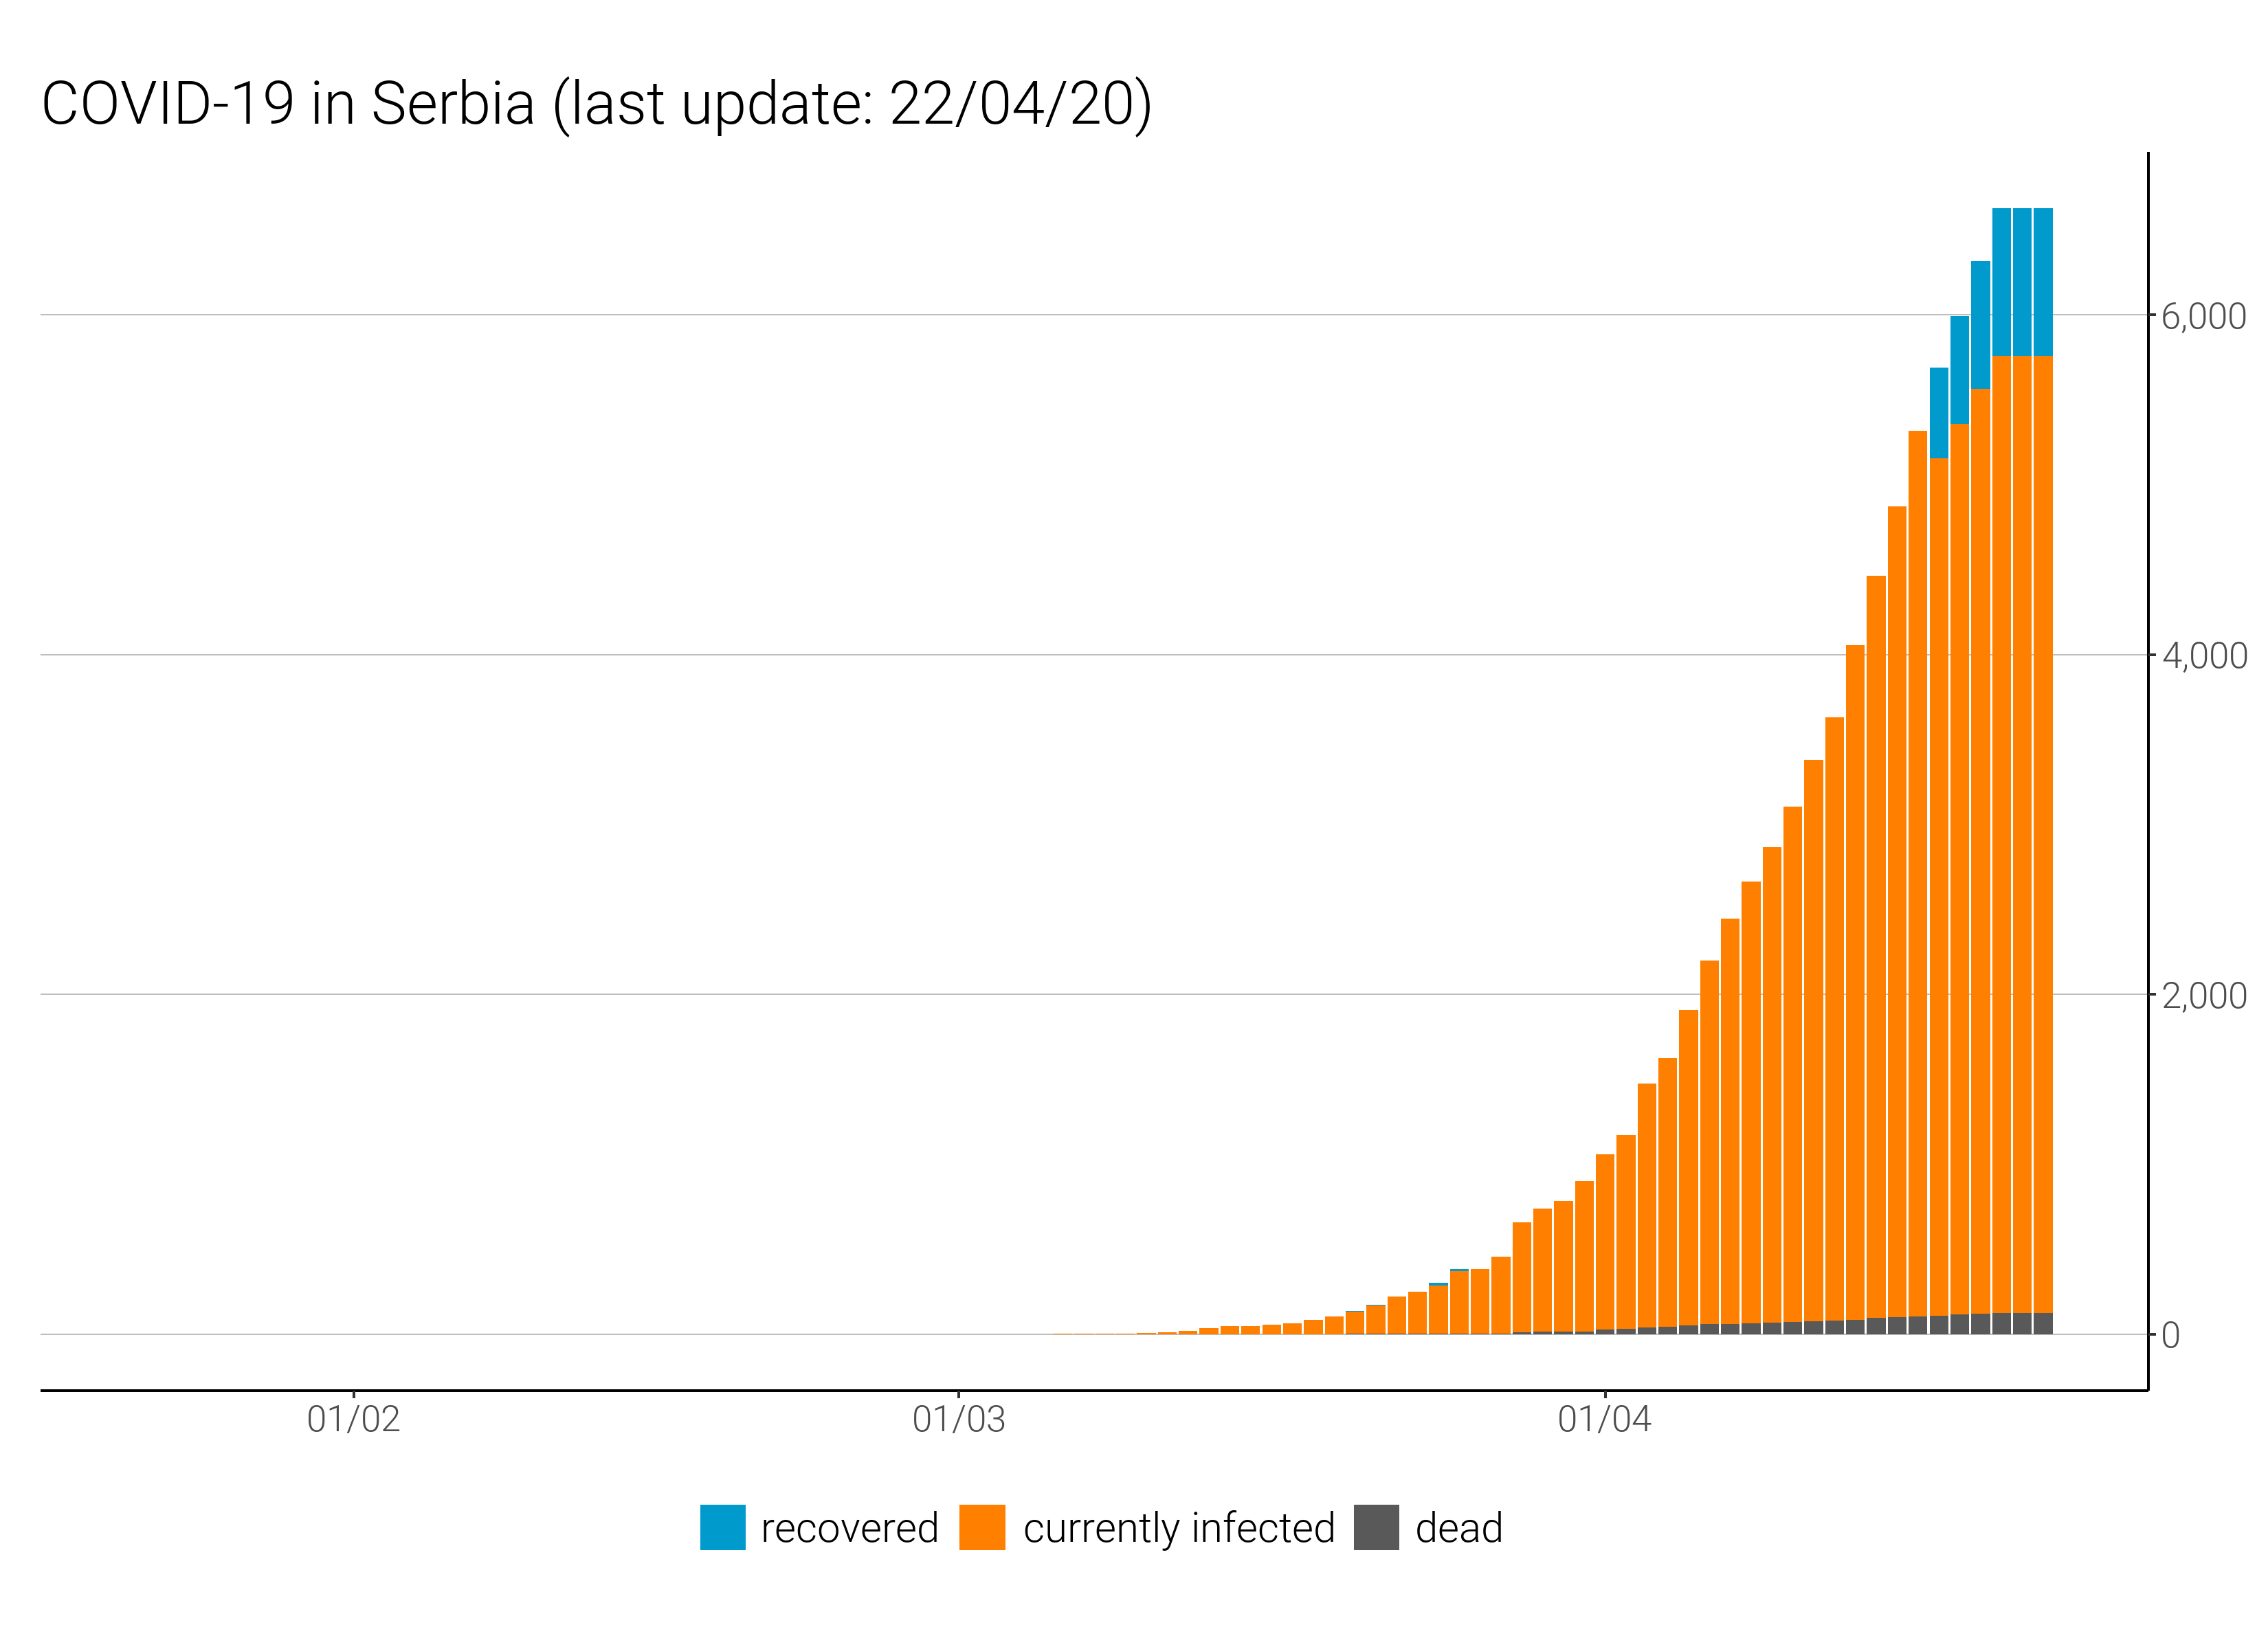 COVID-19 in Serbia (last update: 22/04/20)
6,000
4,000
2,000
0
01/02 01/03 01/04
recovered currently infected dead